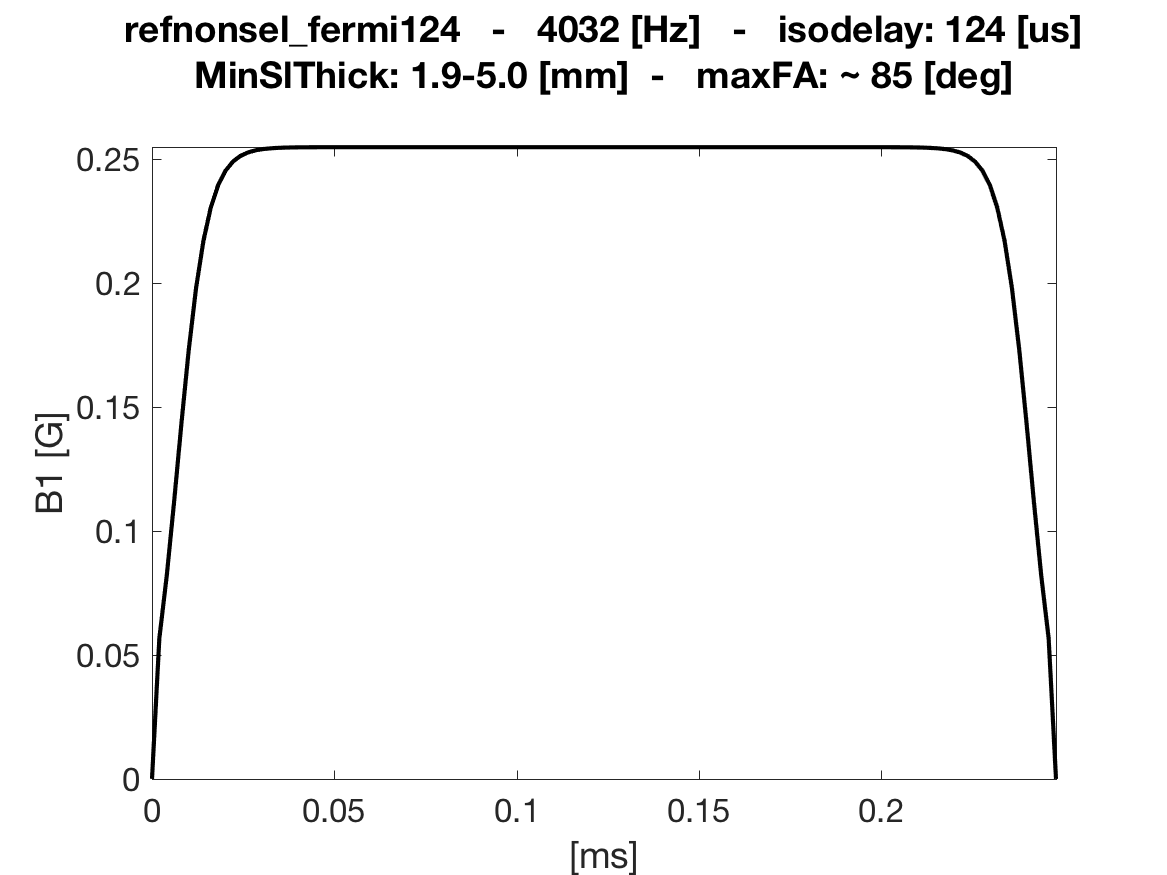 refnonsel_fermi124 - 4032 [Hz] - isodelay: 124 [us]
MinSlThick: 1.9-5.0 [mm] - maxFA: ~ 85 [deg]
0.25
0.2
0.15
0.1
0.05
0
B1 [G]
0 0.05 0.1 0.15 0.2
[ms]